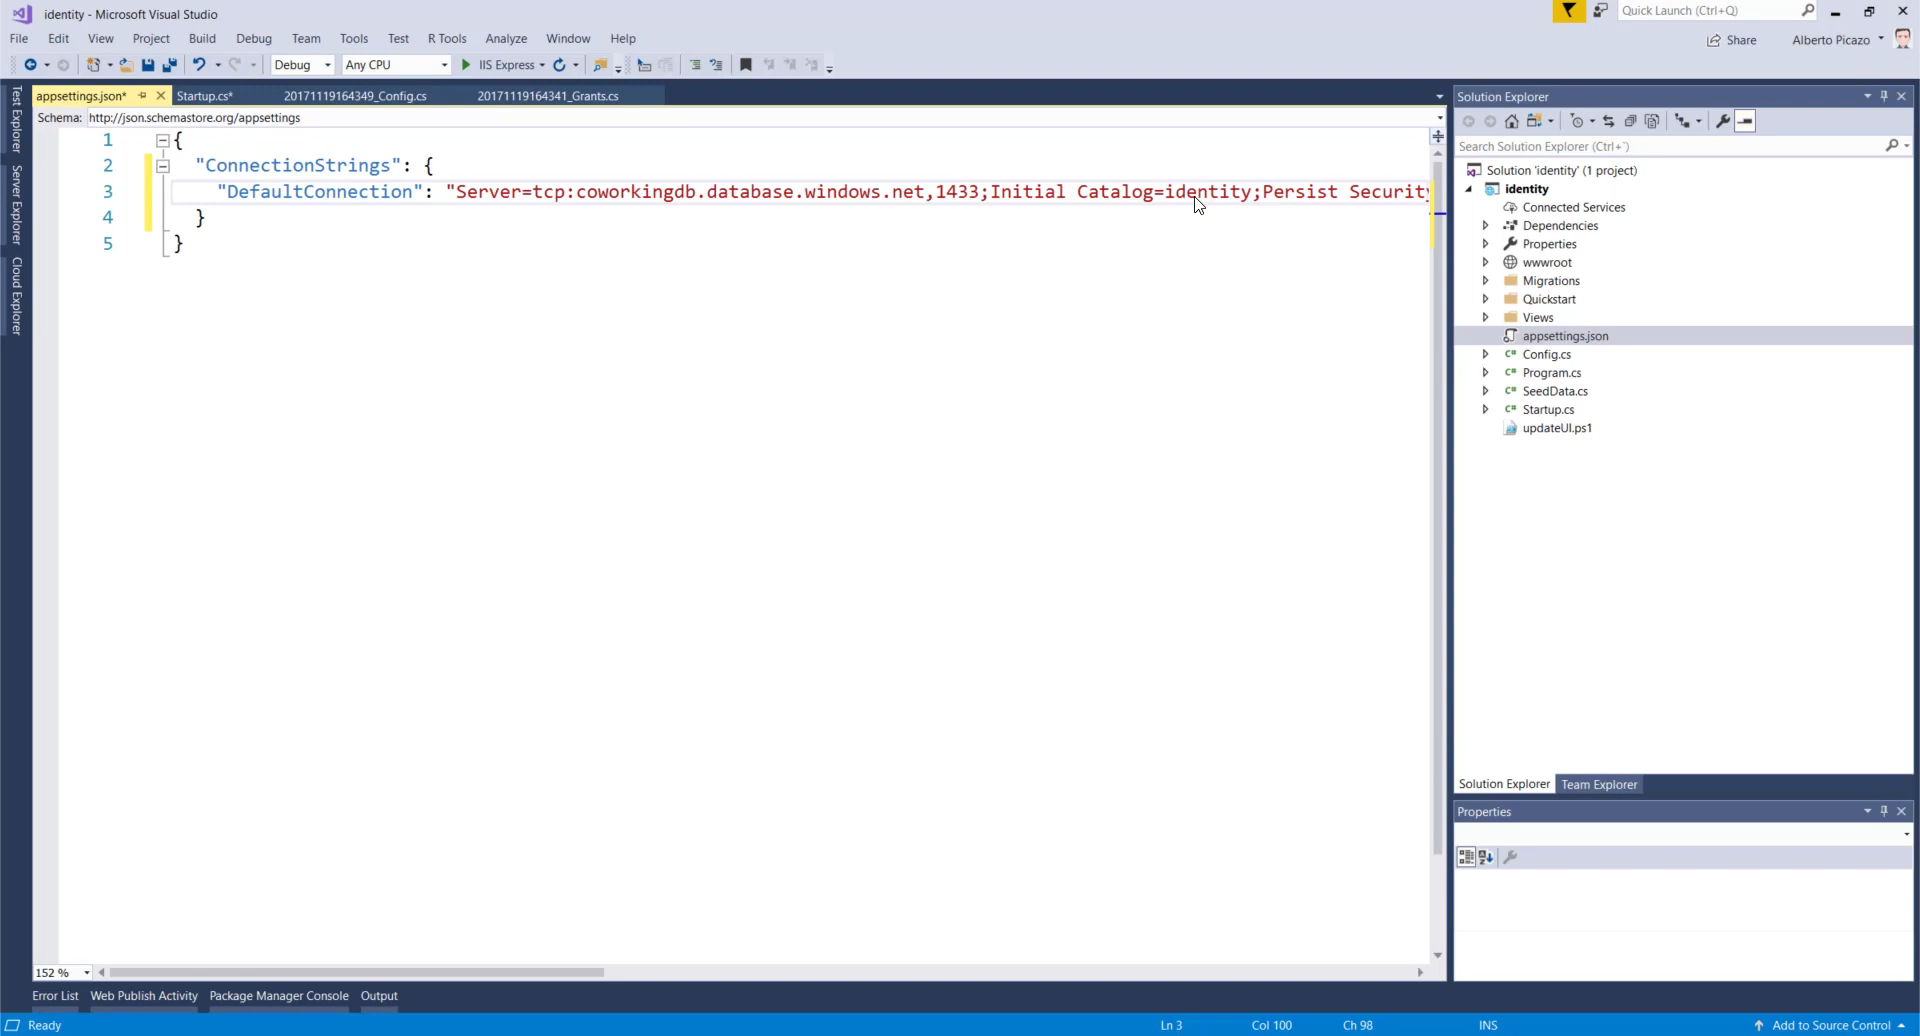 identity - Microsoft Visual Studio
Quick Launch (Ctrl+Q)
File Edit View Project Build Debug Team Tools Test R Tools Analyze Window Help
Share Alberto Picazo
Debug Any CPU IIS Express
appsettings.json* Startup.cs* 20171119164349_Config.cs 20171119164341_Grants.cs
Schema: http://json.schemastore.org/appsettings
1 {
2 "ConnectionStrings": {
3 "DefaultConnection": "Server=tcp:coworkingdb.database.windows.net,1433;Initial Catalog=identity;Persist Security
4 }
5 }
Test Explorer
Server Explorer
Cloud Explorer
Solution Explorer
Search Solution Explorer (Ctrl+¨)
Solution 'identity' (1 project)
identity
Connected Services
Dependencies
Properties
wwwroot
Migrations
Quickstart
Views
appsettings.json
C# Config.cs
C# Program.cs
C# SeedData.cs
C# Startup.cs
updateUI.ps1
Solution Explorer Team Explorer
Properties
152 %
Error List Web Publish Activity Package Manager Console Output
Ready Ln 3 Col 100 Ch 98 INS Add to Source Control